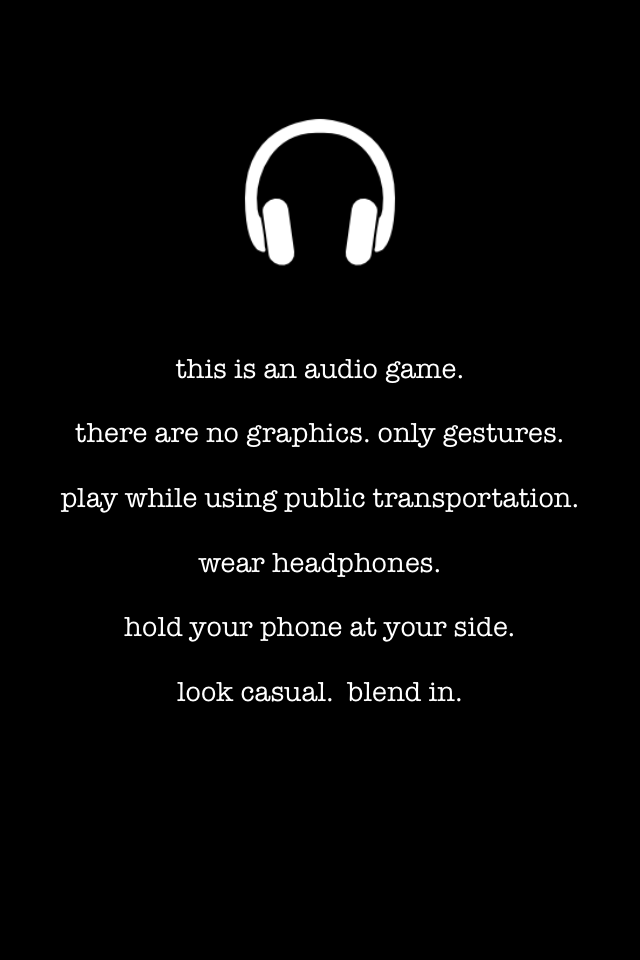 this is an audio game.
there are no graphics. only gestures.
play while using public transportation.
wear headphones.
hold your phone at your side.
look casual.  blend in.